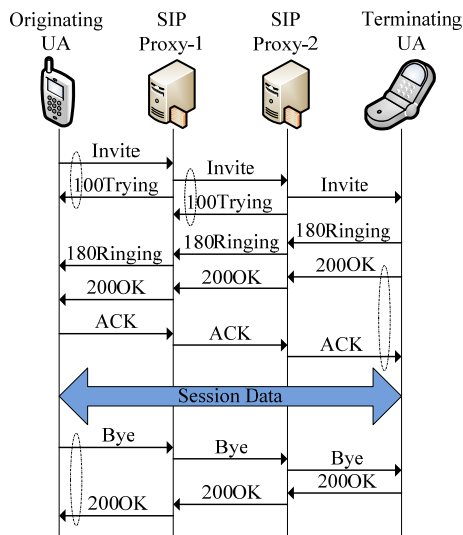 Originating
UA
SIP
Proxy-1
SIP
Proxy-2
Terminating
UA
Invite
Invite
100Trying
Invite
100Trying
180Ringing
180Ringing
180Ringing
200OK
200OK
200OK
ACK
ACK
ACK
Session Data
Bye
Bye
Bye
200OK
200OK
200OK